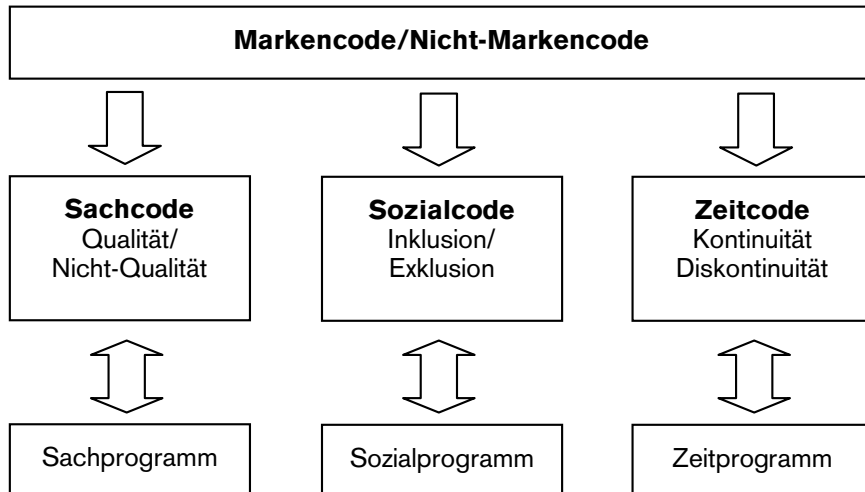 Markencode/Nicht-Markencode
Sachcode
Qualität/
Nicht-Qualität
Sozialcode
Inklusion/
Exklusion
Zeitcode
Kontinuität
Diskontinuität
Sachprogramm
Sozialprogramm
Zeitprogramm